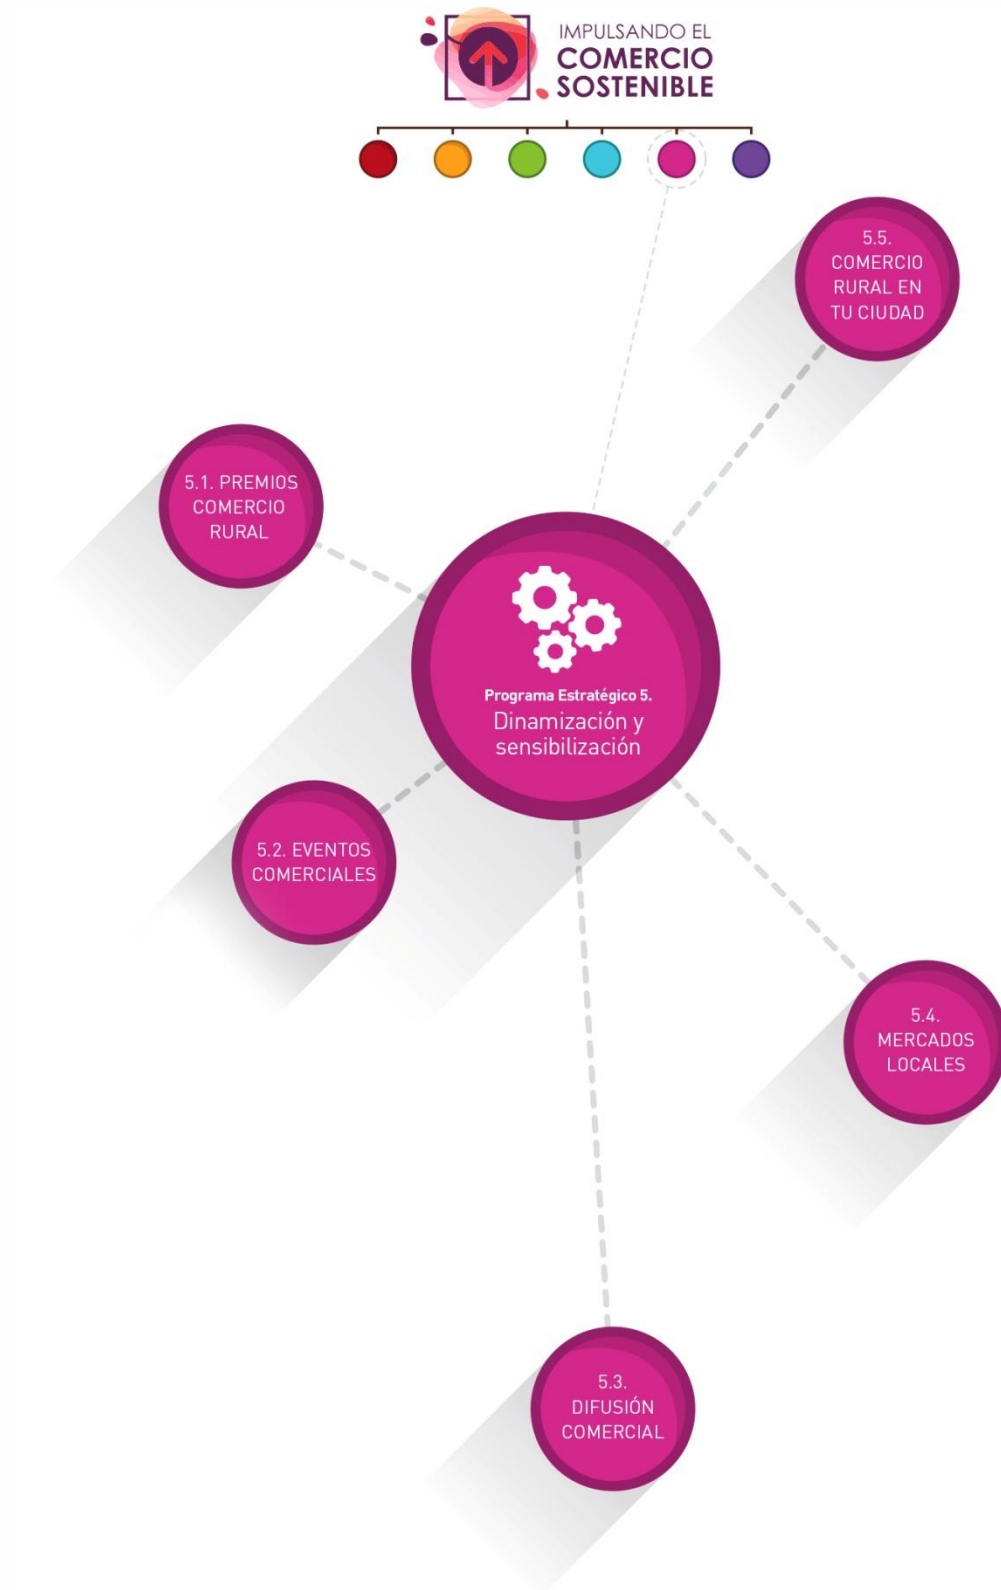 IMPULSANDO EL
COMERCIO
SOSTENIBLE
5.5.
COMERCIO
RURAL EN
TU CIUDAD
5.1. PREMIOS
COMERCIO
RURAL
Programa Estratégico 5.
Dinamización y
sensibilización
5.2. EVENTOS
COMERCIALES
5.4.
MERCADOS
LOCALES
5.3.
DIFUSIÓN
COMERCIAL